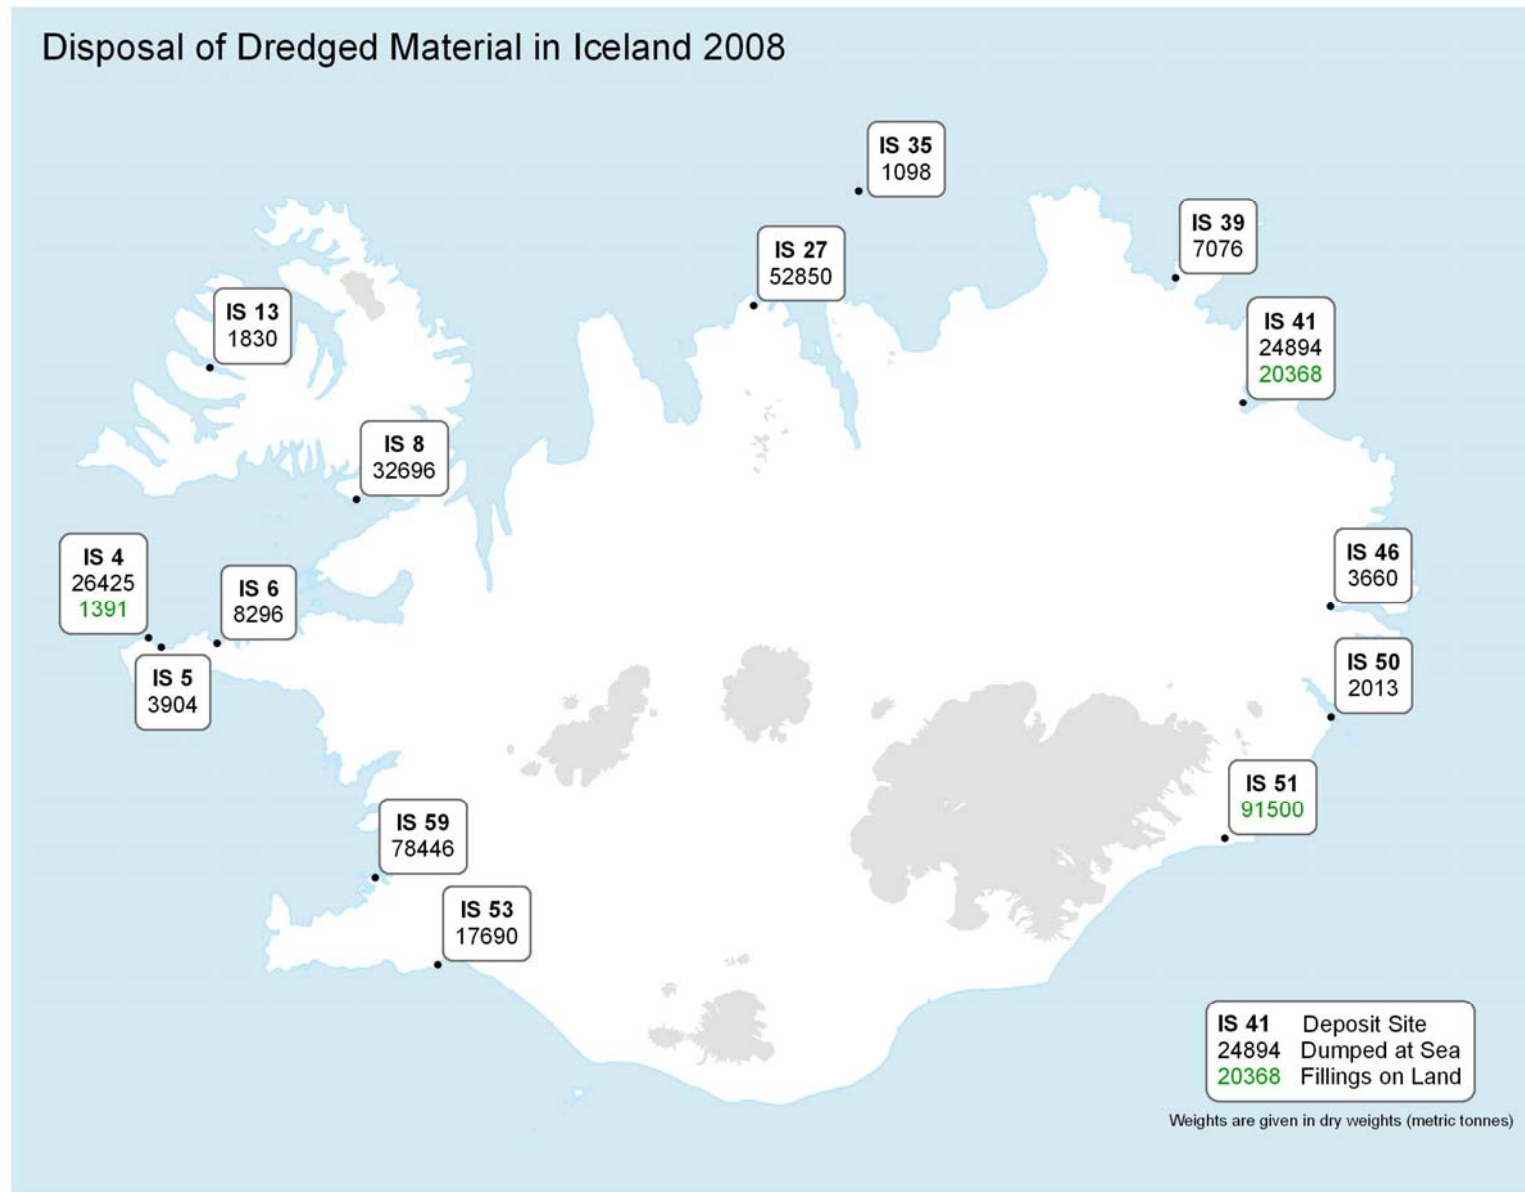 Disposal of Dredged Material in Iceland 2008
IS 35
1098
IS 39
7076
IS 27
52850
IS 13
1830
IS 41
24894
20368
IS 8
32696
IS 4
26425
1391
IS 6
8296
IS 46
3660
IS 5
3904
IS 50
2013
IS 51
91500
IS 59
78446
IS 53
17690
IS 41 Deposit Site
24894 Dumped at Sea
20368 Fillings on Land
Weights are given in dry weights (metric tonnes)